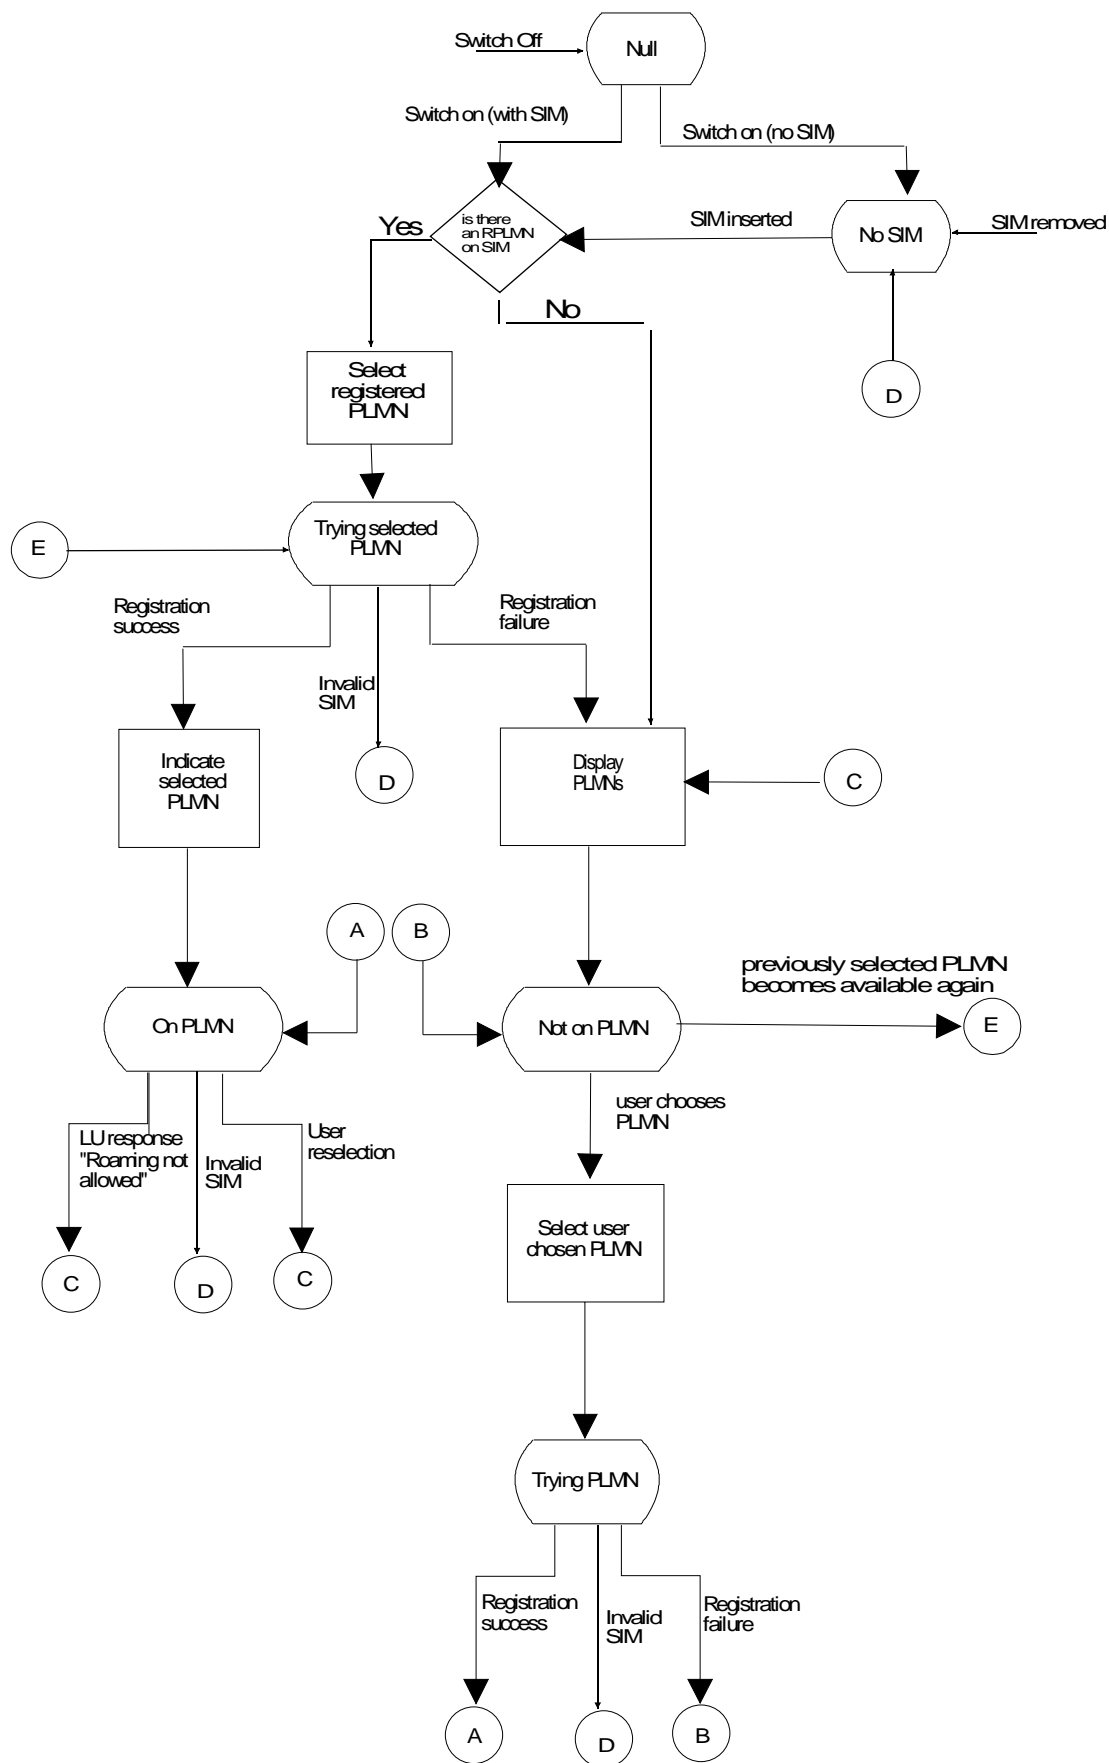 Switch Off
Null
Switch on (with SIM)
Switch on (no SIM)
is there
an RPLMN
on SIM
Yes
SIM inserted
No SIM
SIM removed
No
D
Select
registered
PLMN
Trying selected
PLMN
E
Registration
success
Invalid
SIM
Registration
failure
Indicate
selected
PLMN
D
Display
PLMNs
C
A
B
On PLMN
Not on PLMN
previously selected PLMN
becomes available again
E
LU response
"Roaming not
allowed"
Invalid
SIM
User
reselection
user chooses
PLMN
C
D
C
Select user
chosen PLMN
Trying PLMN
Registration
success
Invalid
SIM
Registration
failure
A
D
B